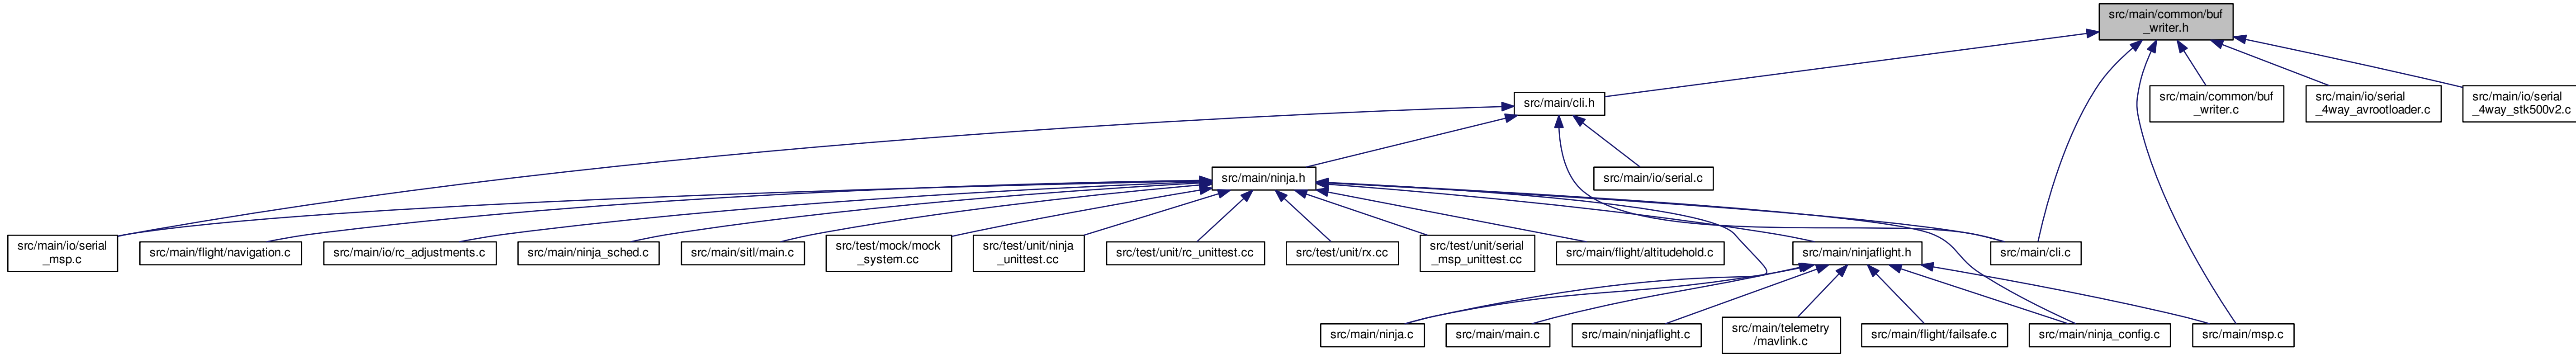 src/main/common/buf
_writer.h
src/main/cli.h
src/main/common/buf
_writer.c
src/main/io/serial
_4way_avrootloader.c
src/main/io/serial
_4way_stk500v2.c
src/main/ninja.h
src/main/io/serial.c
src/main/io/serial
_msp.c
src/main/flight/navigation.c
src/main/io/rc_adjustments.c
src/main/ninja_sched.c
src/main/sitl/main.c
src/test/mock/mock
_system.cc
src/test/unit/ninja
_unittest.cc
src/test/unit/rc_unittest.cc
src/test/unit/rx.cc
src/test/unit/serial
_msp_unittest.cc
src/main/flight/altitudehold.c
src/main/ninjaflight.h
src/main/cli.c
src/main/ninja.c
src/main/main.c
src/main/ninjaflight.c
src/main/telemetry
/mavlink.c
src/main/flight/failsafe.c
src/main/ninja_config.c
src/main/msp.c